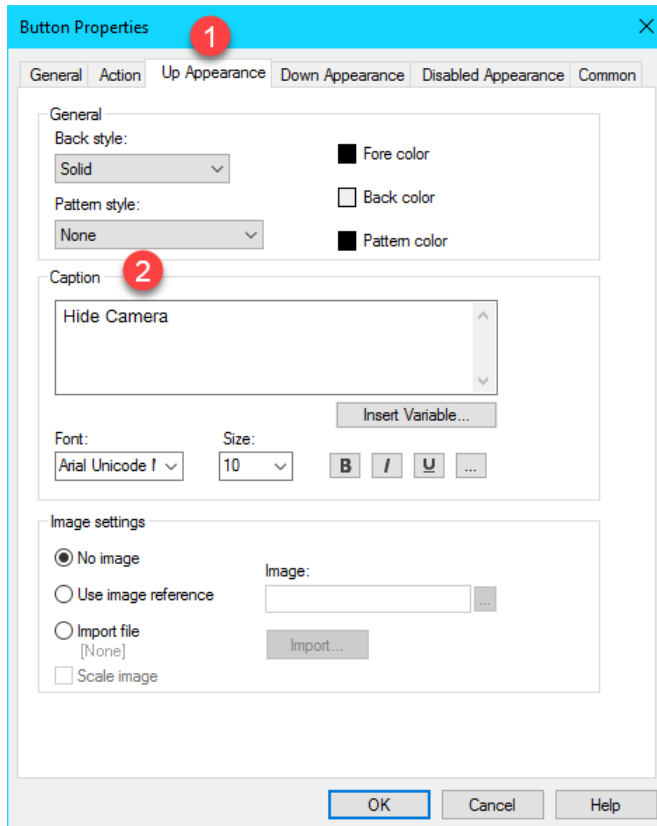 Button Properties
1
General Action Up Appearance Down Appearance Disabled Appearance Common
General
Back style:
Solid
Fore color
Back color
Pattern style:
None
Pattern color
2
Caption
Hide Camera
Insert Variable...
Font: Size:
Arial Unicode 10 B I U ...
Image settings
No image
Image:
Use image reference
...
Import file
[None]
Import...
Scale image
OK Cancel Help